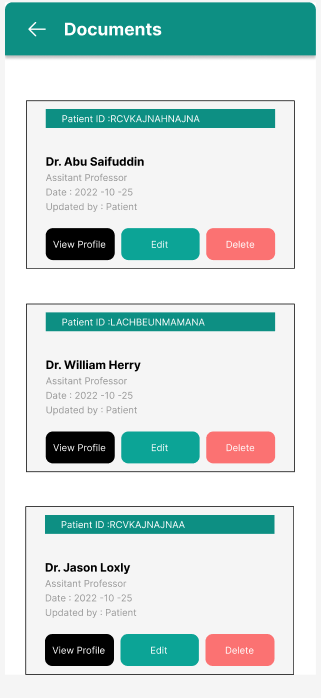 Documents
Patient ID :RCVKAJNAHNAJNA
Dr. Abu Saifuddin
Assitant Professor
Date : 2022 -10 -25
Updated by : Patient
View Profile Edit Delete
Patient ID :LACHBEUNMAMANA
Dr. William Herry
Assitant Professor
Date : 2022 -10 -25
Updated by : Patient
View Profile Edit Delete
Patient ID :RCVKAJNAJNAA
Dr. Jason Loxly
Assitant Professor
Date : 2022 -10 -25
Updated by : Patient
View Profile Edit Delete